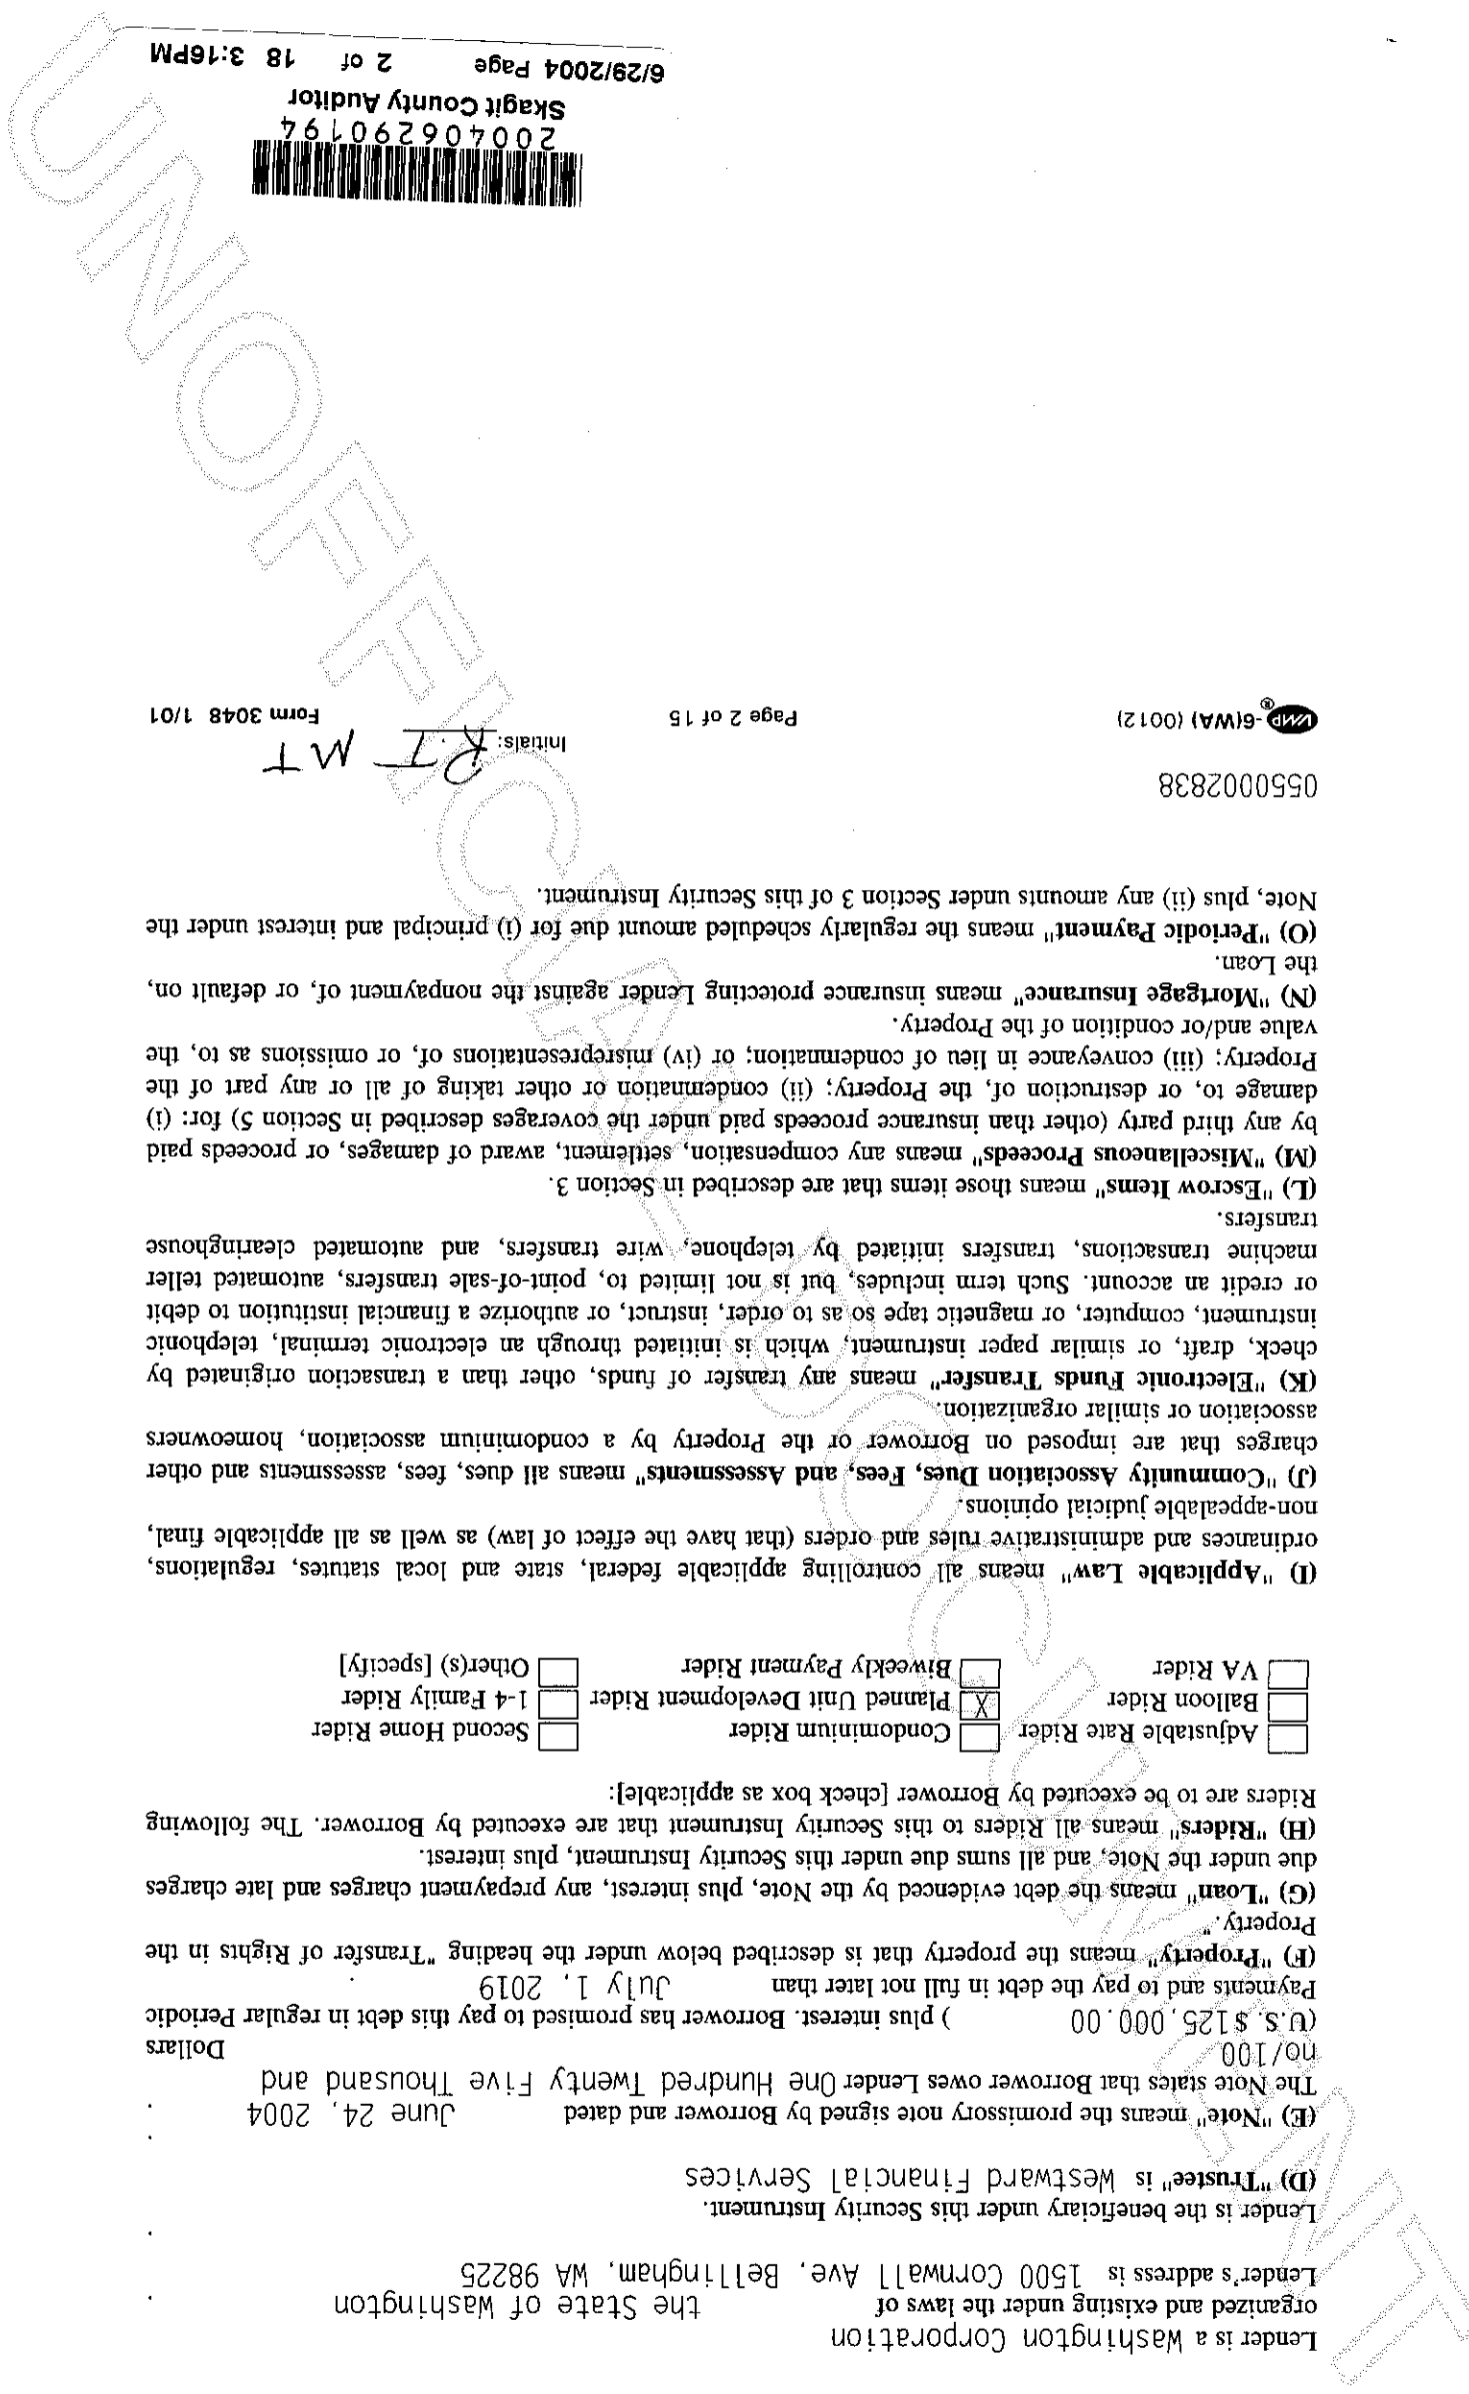 Lender is a Washington Corporation
organized and existing under the laws of the State of Washington .
Lender's address is 1500 Cornwall Ave. Bellingham, WA 98225
.
Lender is the beneficiary under this Security Instrument.
(D) "Trustee" is Westward Financial Services
.
(E) "Note" means the promissory note signed by Borrower and dated June 24, 2004 .
The Note states that Borrower owes Lender One Hundred Twenty Five Thousand and
no/100 Dollars
(U.S. $125,000.00 ) plus interest. Borrower has promised to pay this debt in regular Periodic
Payments and to pay the debt in full not later than July 1, 2019 .
(F) "Property" means the property that is described below under the heading "Transfer of Rights in the
Property."
(G) "Loan" means the debt evidenced by the Note, plus interest, any prepayment charges and late charges
due under the Note, and all sums due under this Security Instrument, plus interest.
(H) "Riders" means all Riders to this Security Instrument that are executed by Borrower. The following
Riders are to be executed by Borrower [check box as applicable]:
Adjustable Rate Rider Condominium Rider Second Home Rider
Balloon Rider X Planned Unit Development Rider 1-4 Family Rider
VA Rider Biweekly Payment Rider Other(s) [specify]
(I) "Applicable Law" means all controlling applicable federal, state and local statutes, regulations,
ordinances and administrative rules and orders (that have the effect of law) as well as all applicable final,
non-appealable judicial opinions.
(J) "Community Association Dues, Fees, and Assessments" means all dues, fees, assessments and other
charges that are imposed on Borrower or the Property by a condominium association, homeowners
association or similar organization.
(K) "Electronic Funds Transfer" means any transfer of funds, other than a transaction originated by
check, draft, or similar paper instrument, which is initiated through an electronic terminal, telephonic
instrument, computer, or magnetic tape so as to order, instruct, or authorize a financial institution to debit
or credit an account. Such term includes, but is not limited to, point-of-sale transfers, automated teller
machine transactions, transfers initiated by telephone, wire transfers, and automated clearinghouse
transfers.
(L) "Escrow Items" means those items that are described in Section 3.
(M) "Miscellaneous Proceeds" means any compensation, settlement, award of damages, or proceeds paid
by any third party (other than insurance proceeds paid under the coverages described in Section 5) for: (i)
damage to, or destruction of, the Property; (ii) condemnation or other taking of all or any part of the
Property; (iii) conveyance in lieu of condemnation; or (iv) misrepresentations of, or omissions as to, the
value and/or condition of the Property.
(N) "Mortgage Insurance" means insurance protecting Lender against the nonpayment of, or default on,
the Loan.
(O) "Periodic Payment" means the regularly scheduled amount due for (i) principal and interest under the
Note, plus (ii) any amounts under Section 3 of this Security Instrument.
0550002838
Initials: R.T MT
VMP®-6(WA) (0012) Page 2 of 15 Form 3048 1/01
200406290194
Skagit County Auditor
6/29/2004 Page 2 of 18 3:16PM
UNOFFICIAL DOCUMENT